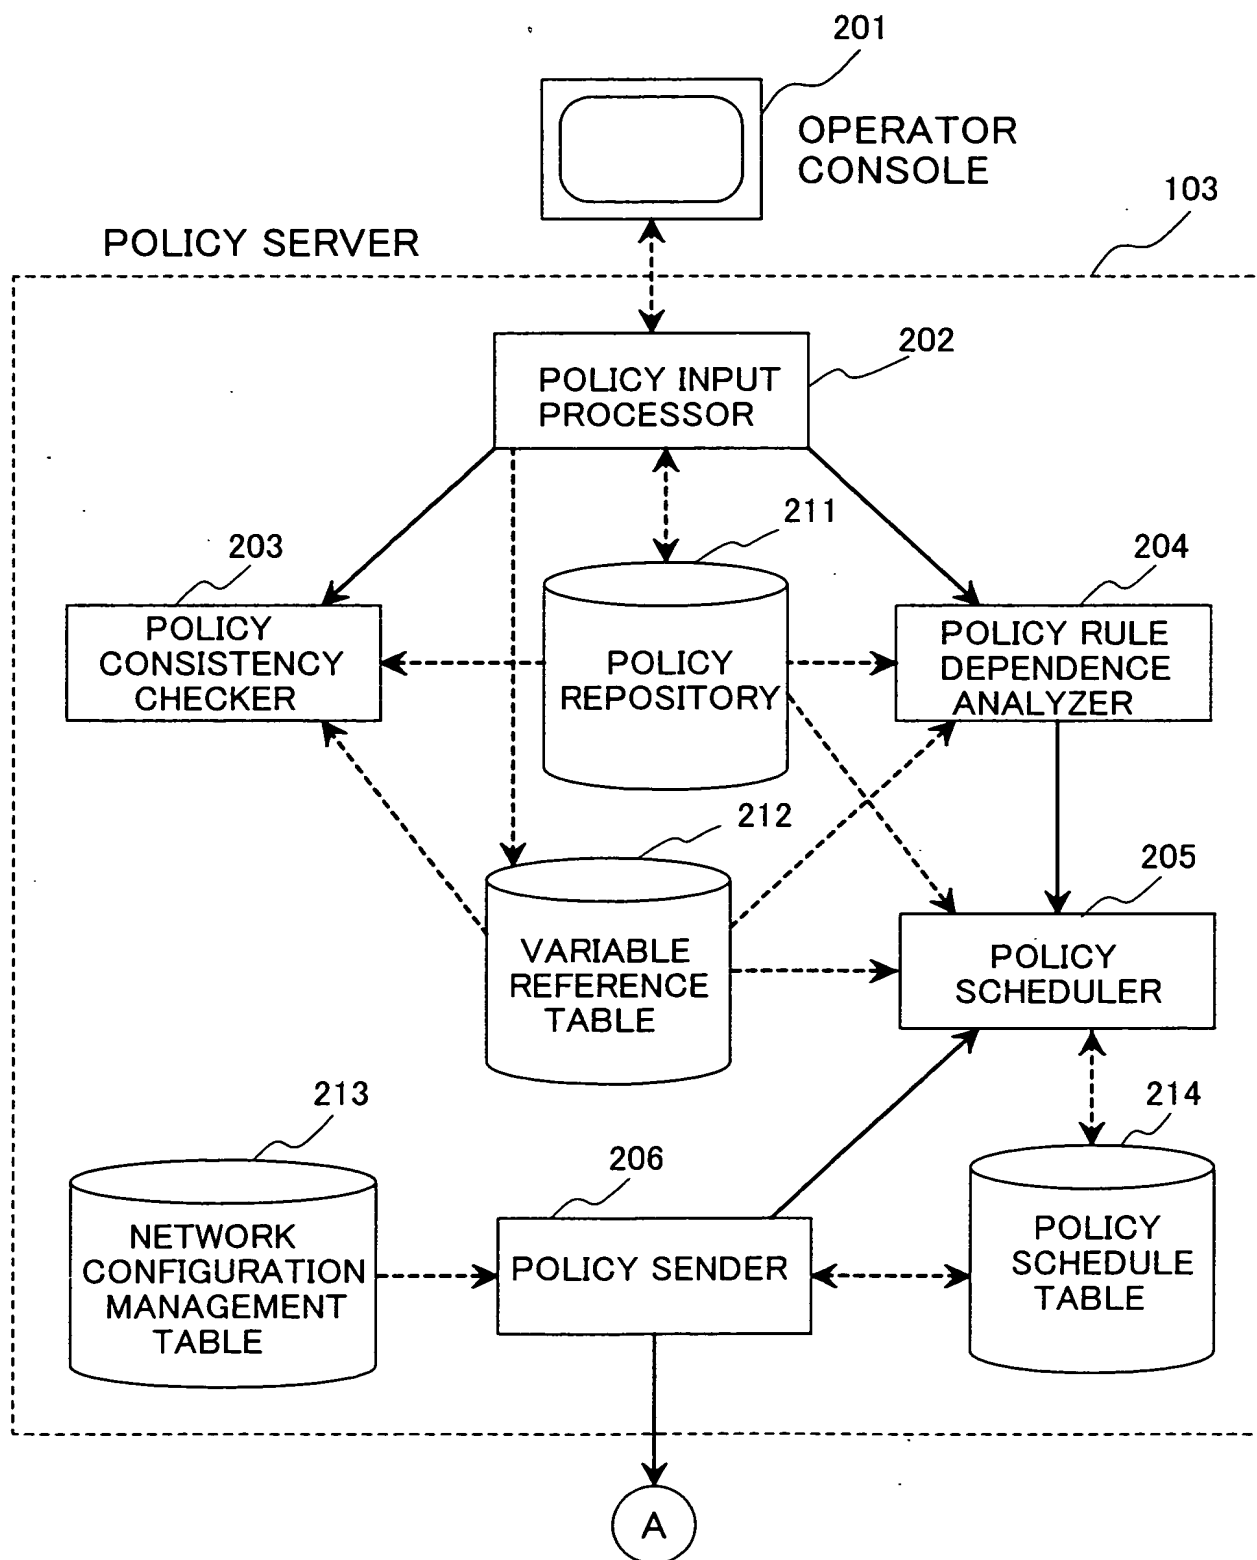 201
OPERATOR
CONSOLE
103
POLICY SERVER
202
POLICY INPUT
PROCESSOR
211
203
204
POLICY
CONSISTENCY
CHECKER
POLICY
REPOSITORY
POLICY RULE
DEPENDENCE
ANALYZER
212
205
VARIABLE
REFERENCE
TABLE
POLICY
SCHEDULER
213
214
206
NETWORK
CONFIGURATION
MANAGEMENT
TABLE
POLICY SENDER
POLICY
SCHEDULE
TABLE
A